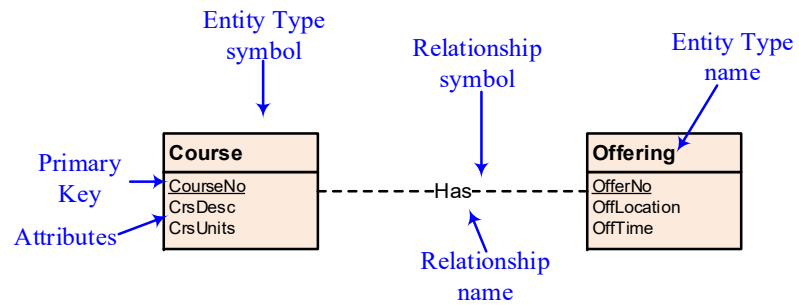 Entity Type
symbol
Relationship
symbol
Entity Type
name
Primary
Key
Attributes
Course
CourseNo
CrsDesc
CrsUnits
Has
Offering
OfferNo
OffLocation
OffTime
Relationship
name